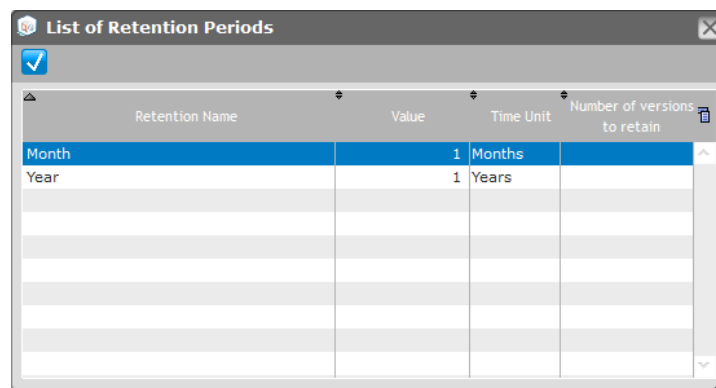 List of Retention Periods
Retention Name Value Time Unit Number of versions
to retain
Month 1 Months
Year 1 Years